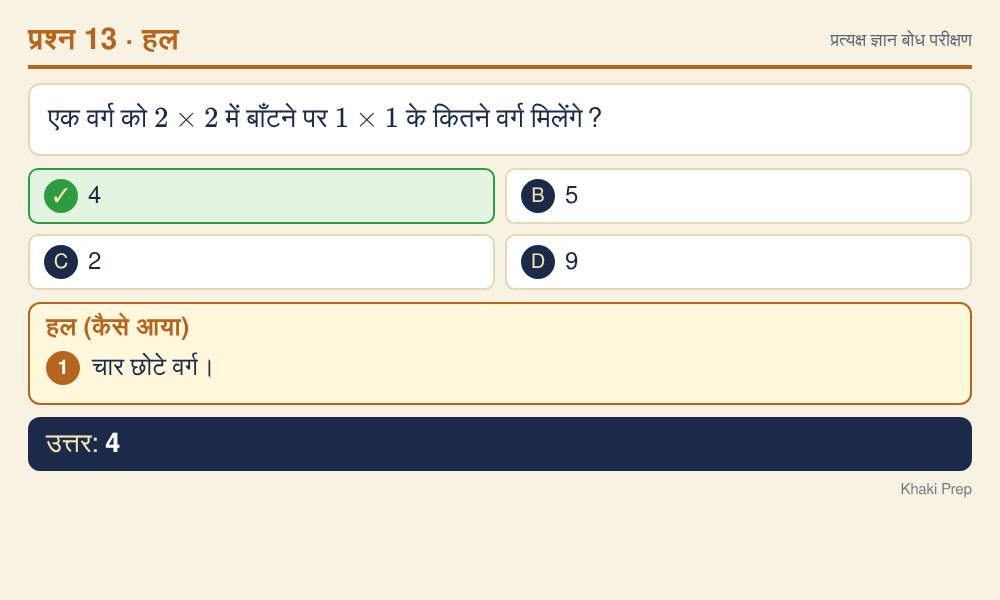 प्रश्न 13 · हल
प्रत्यक्ष ज्ञान बोध परीक्षण
एक वर्ग को 2 × 2 में बाँटने पर 1 × 1 के कितने वर्ग मिलेंगे ?
✓ 4
B 5
C 2
D 9
हल (कैसे आया)
1 चार छोटे वर्ग।
उत्तर: 4
Khaki Prep